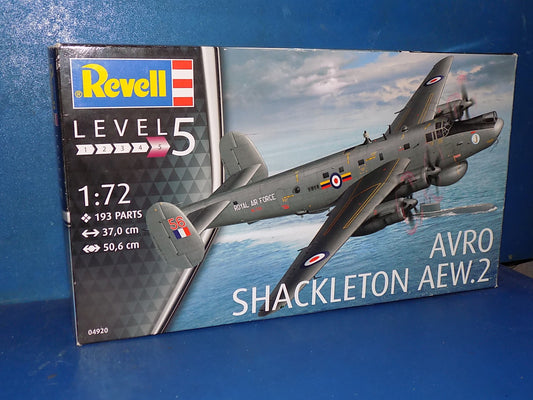 Revell
LEVEL 5
1 2 3 4 5
1:72
193 PARTS
37,0 cm
50,6 cm
04920
ROYAL AIR FORCE
56
AVRO
SHACKLETON AEW.2